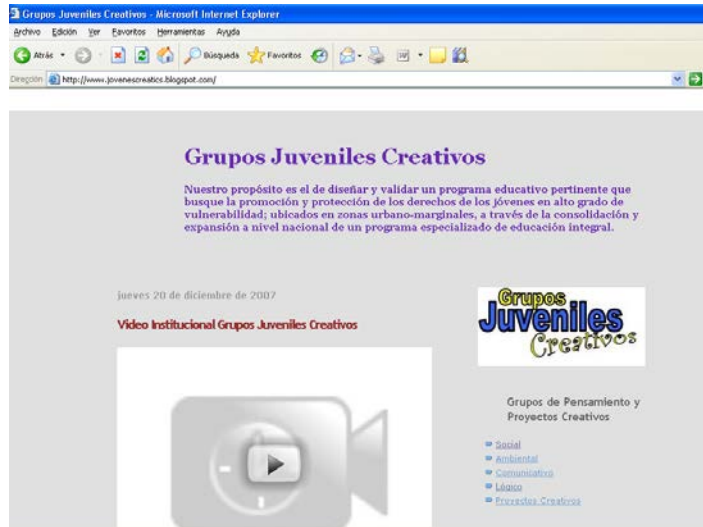 Grupos Juveniles Creativos - Microsoft Internet Explorer
Archivo Edición Ver Favoritos Herramientas Ayuda
Atrás Búsqueda Favoritos
Dirección http://www.jovenescreatics.blogspot.com/
Grupos Juveniles Creativos
Nuestro propósito es el de diseñar y validar un programa educativo pertinente que
busque la promoción y protección de los derechos de los jóvenes en alto grado de
vulnerabilidad; ubicados en zonas urbano-marginales, a través de la consolidación y
expansión a nivel nacional de un programa especializado de educación integral.
jueves 20 de diciembre de 2007
Video Institucional Grupos Juveniles Creativos
Grupos
Juveniles
Creativos
Grupos de Pensamiento y
Proyectos Creativos
Social
Ambiental
Comunicativo
Lógico
Proyectos Creativos